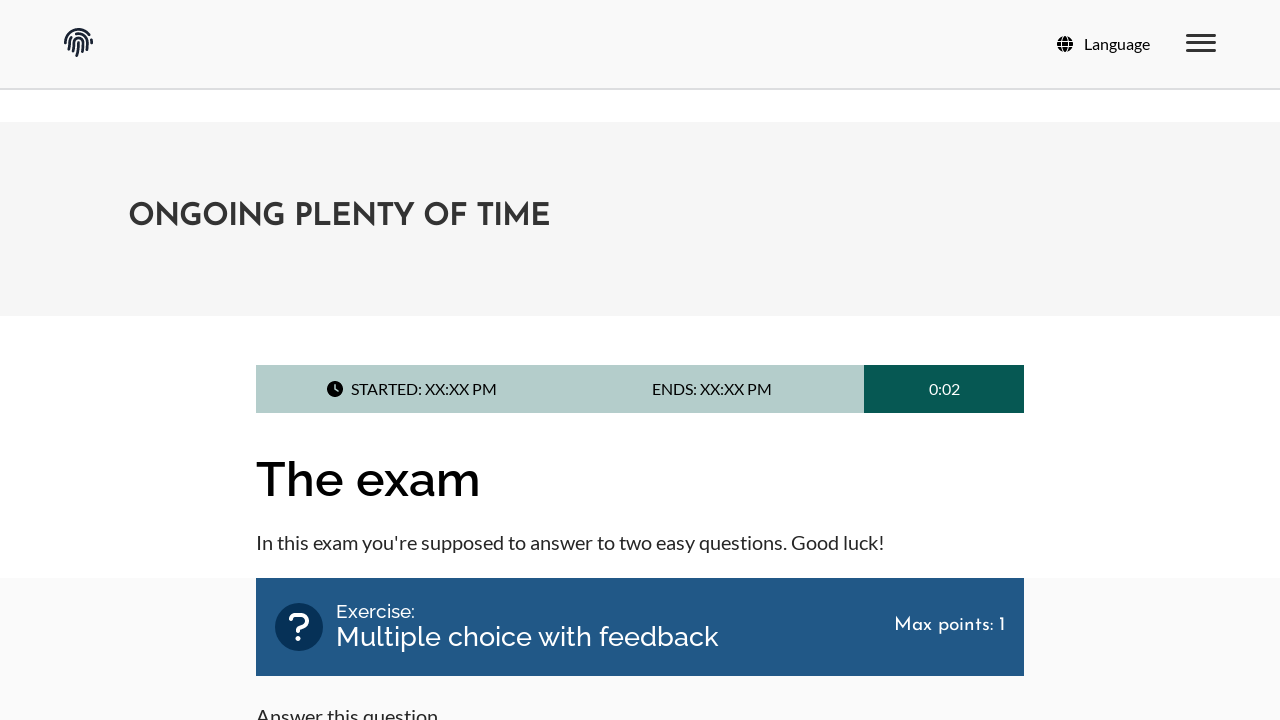 Language
ONGOING PLENTY OF TIME
STARTED: XX:XX PM
ENDS: XX:XX PM
0:02
The exam
In this exam you're supposed to answer to two easy questions. Good luck!
Exercise:
Multiple choice with feedback
Max points: 1
Answer this question